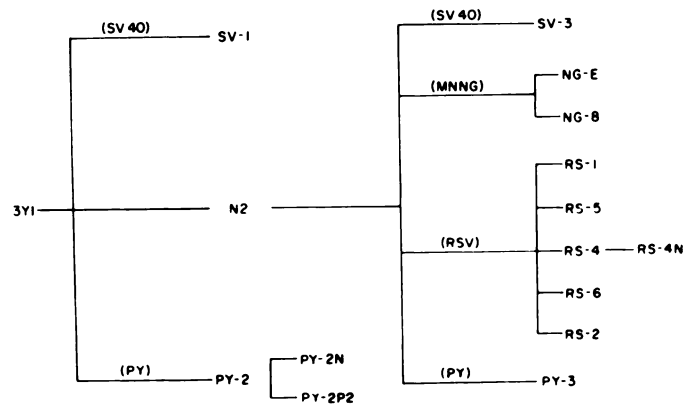 (SV40) SV-1
(SV40) SV-3
(MNNG) NG-E
NG-8
RS-1
3Y1 N2 RS-5
(RSV) RS-4 RS-4N
RS-6
RS-2
(PY) PY-2 PY-2N
PY-2P2
(PY) PY-3